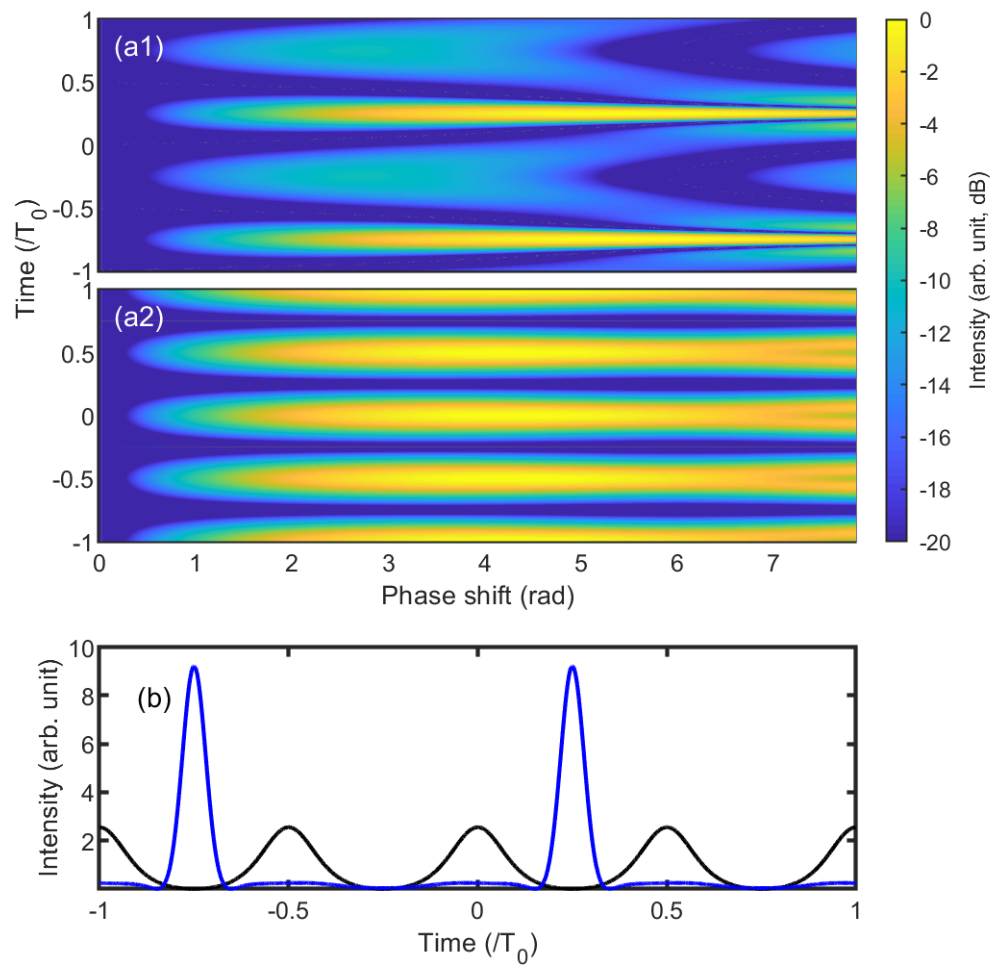 (a1)
1
0.5
0
-0.5
-1
(a2)
1
0.5
0
-0.5
-1
Time (/T0)
0 1 2 3 4 5 6 7
Phase shift (rad)
0
-2
-4
-6
-8
-10
-12
-14
-16
-18
-20
Intensity (arb. unit, dB)
(b)
10
8
6
4
2
Intensity (arb. unit)
-1 -0.5 0 0.5 1
Time (/T0)